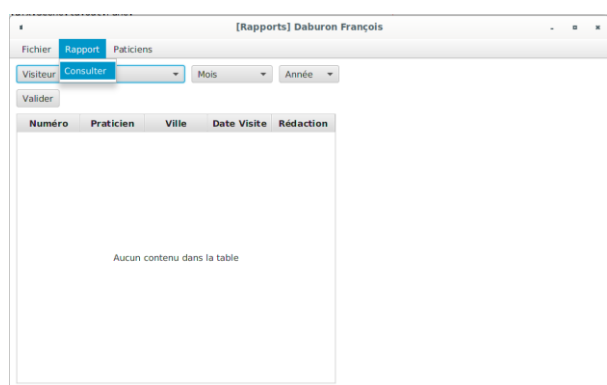 [Rapports] Daburon François
Fichier Rapport Paticiens
Visiteur Consulter Mois Année
Valider
Numéro Praticien Ville Date Visite Rédaction
Aucun contenu dans la table